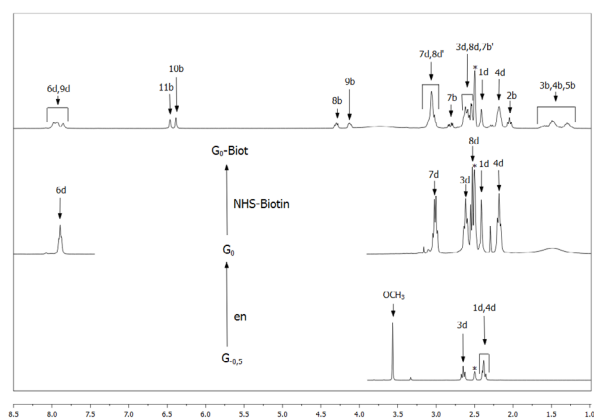 7d,8d'
3d,8d,7b'
6d,9d
10b
11b
8b
9b
7b
*
1d
4d
2b
3b,4b,5b
G₀-Biot
NHS-Biotin
G₀
6d
7d
3d
8d
*
1d
4d
en
G-0,5
OCH3
3d
*
1d,4d
8.5 8.0 7.5 7.0 6.5 6.0 5.5 5.0 4.5 4.0 3.5 3.0 2.5 2.0 1.5 1.0